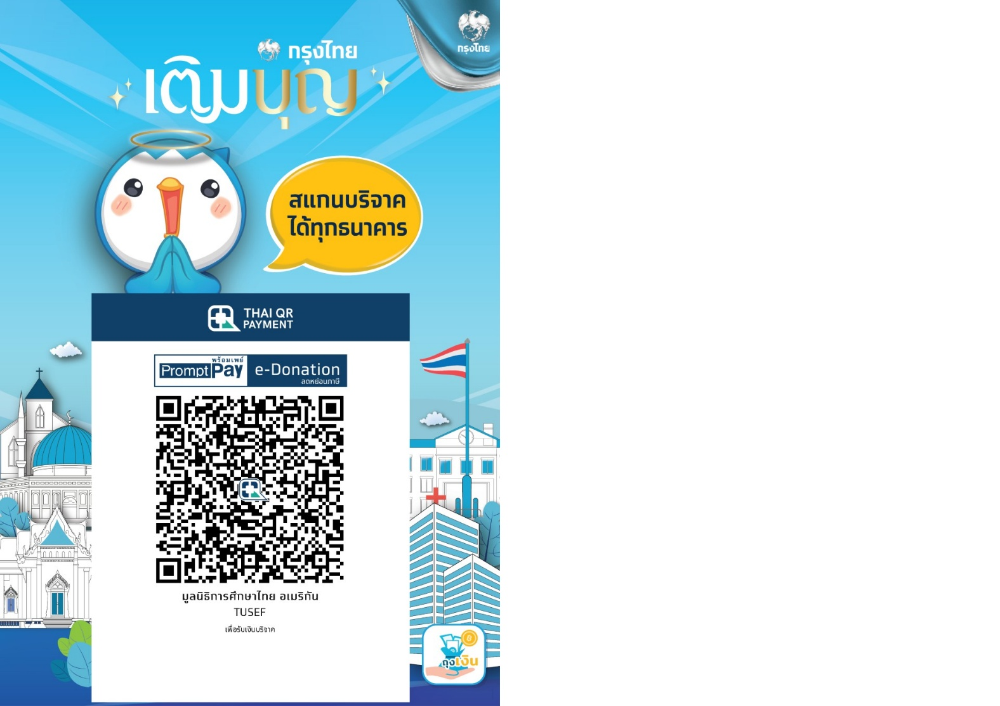 กรุงไทย
กรุงไทย
เติมบุญ
สแกนบริจาค
ได้ทุกธนาคาร
THAI QR
PAYMENT
พร้อมเพย์
PromptPay
e-Donation
ลดหย่อนภาษี
มูลนิธิการศึกษาไทย อเมริกัน
TUSEF
เพื่อรับเงินบริจาค
ถุงเงิน